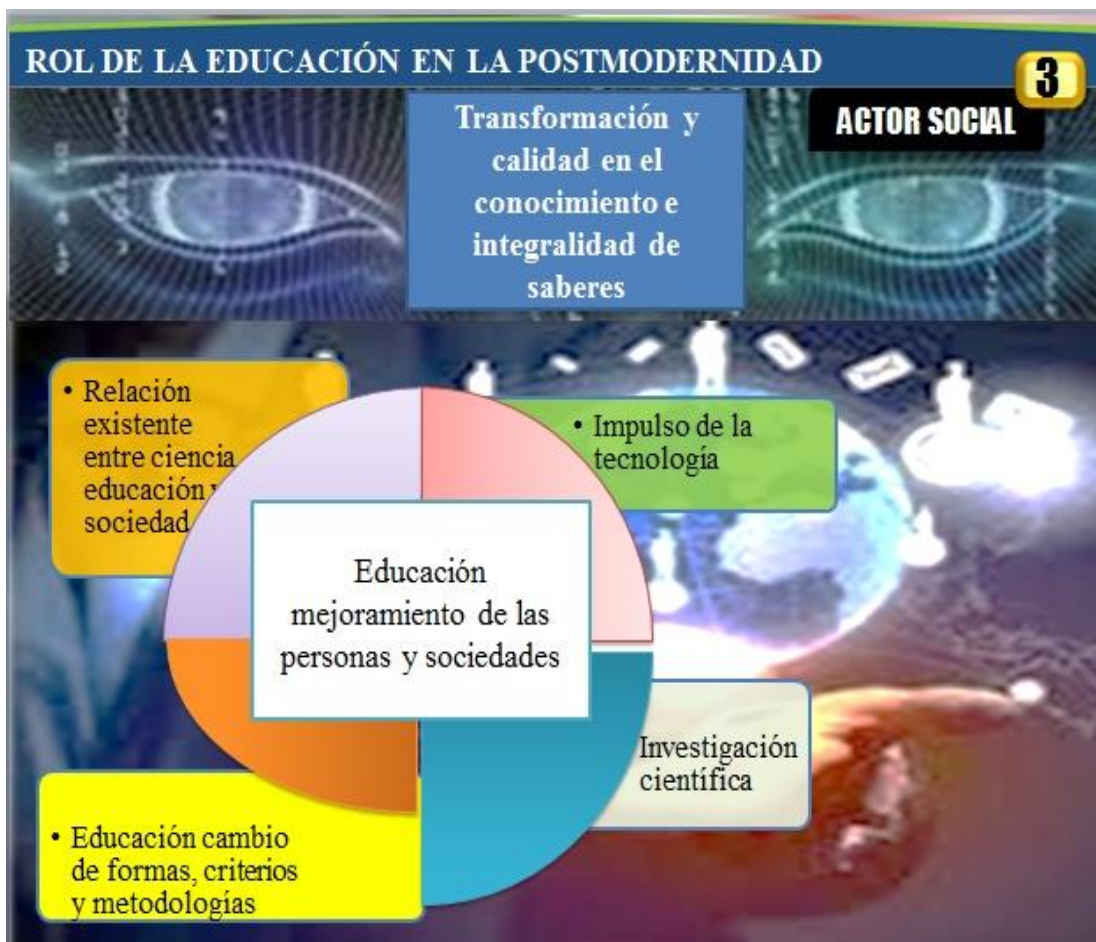 ROL DE LA EDUCACIÓN EN LA POSTMODERNIDAD
3
ACTOR SOCIAL
Transformación y
calidad en el
conocimiento e
integralidad de
saberes
• Relación
existente
entre ciencia
educación y
sociedad
• Impulso de la
tecnología
Educación
mejoramiento de las
personas y sociedades
Investigación
científica
• Educación cambio
de formas, criterios
y metodologías